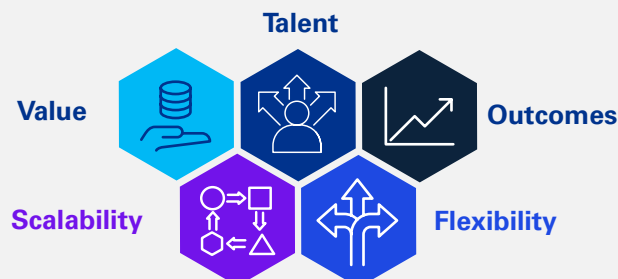 Talent
Value
Outcomes
Scalability
Flexibility